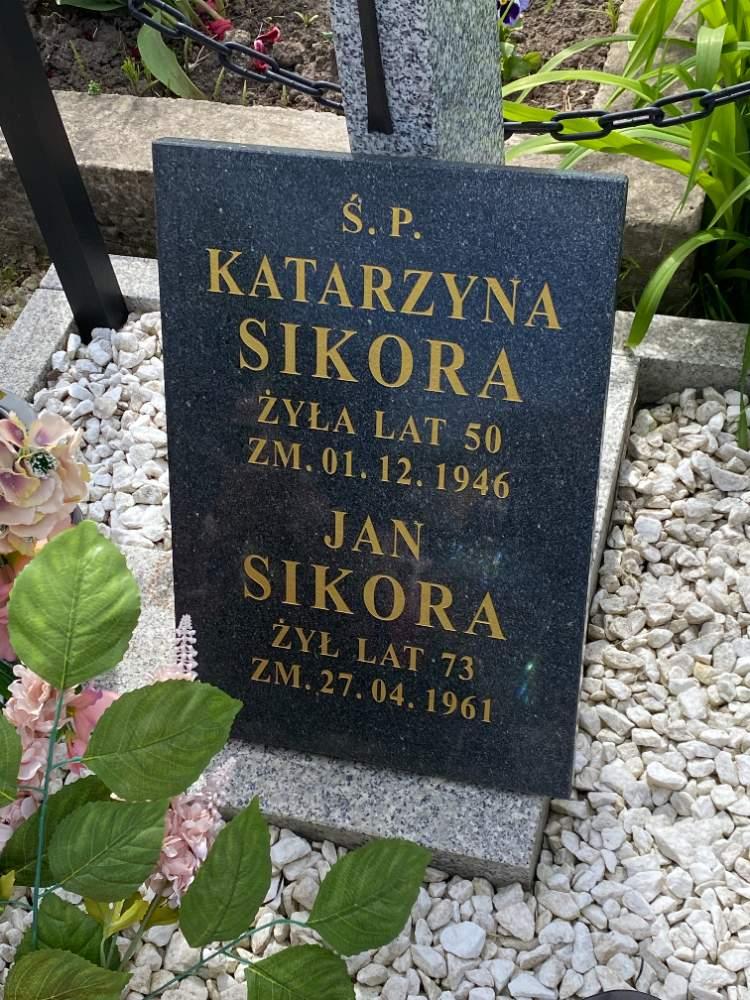 Ś. P.
KATARZYNA
SIKORA
ŻYŁA LAT 50
ZM. 01. 12. 1946
JAN
SIKORA
ŻYŁ LAT 73
ZM. 27. 04. 1961